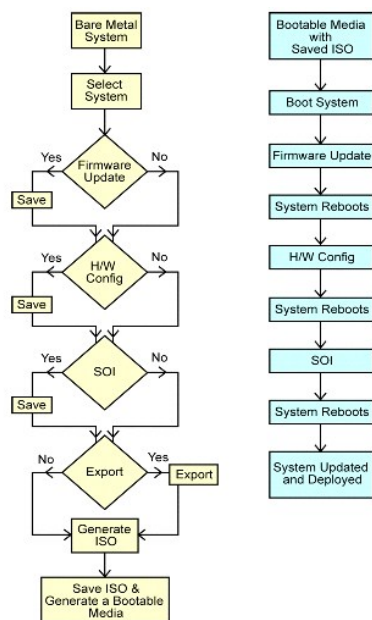 Bare Metal
System
Select
System
Yes
Firmware
Update
No
Save
Yes
H/W
Config
No
Save
Yes
SOI
No
Save
No
Export
Yes
Export
Generate
ISO
Save ISO &
Generate a Bootable
Media
Bootable Media
with
Saved ISO
Boot System
Firmware Update
System Reboots
H/W Config
System Reboots
SOI
System Reboots
System Updated
and Deployed